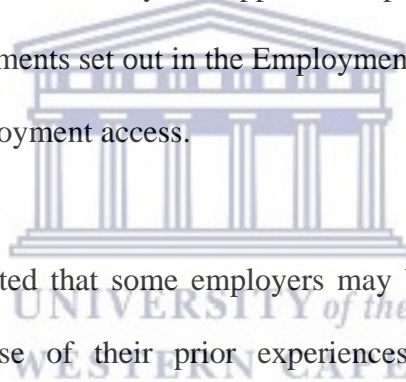 ments set out in the Employmen
oyment access.
ted that some employers may
UNIVERSITY of the
se of their prior experiences
WESTERN CAPE